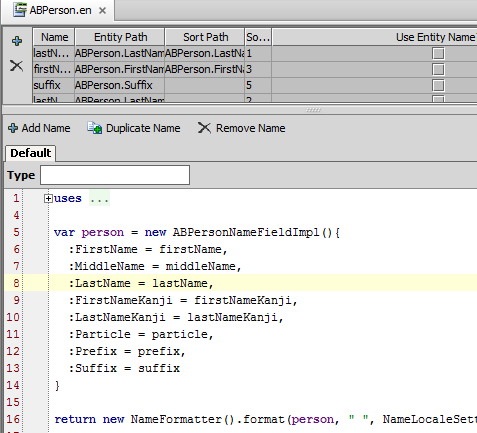 ABPerson.en ×
Name Entity Path Sort Path So... Use Entity Name
lastN... ABPerson.LastNam ABPerson.LastNa 1
firstN... ABPerson.FirstNam ABPerson.FirstNa 3
suffix ABPerson.Suffix 5
lastN... ABPerson.LastNam 2
Add Name Duplicate Name Remove Name
Default
Type
1 uses ...
4
5 var person = new ABPersonNameFieldImpl(){
6 :FirstName = firstName,
7 :MiddleName = middleName,
8 :LastName = lastName,
9 :FirstNameKanji = firstNameKanji,
10 :LastNameKanji = lastNameKanji,
11 :Particle = particle,
12 :Prefix = prefix,
13 :Suffix = suffix
14 }
15
16 return new NameFormatter().format(person, " ", NameLocaleSett